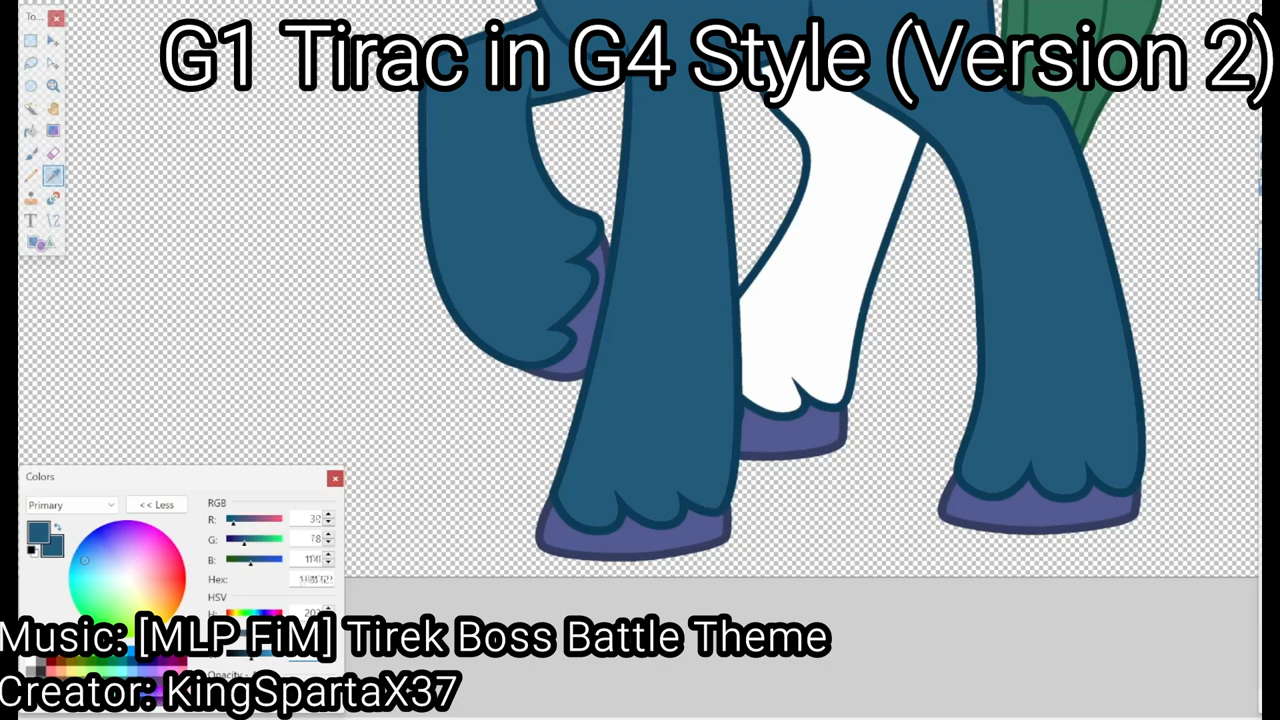 To...
G1 Tirac in G4 Style (Version 2)
T
Colors
Primary
<< Less
RGB
R:
G:
B:
Hex:
HSV
H:
Music: [MLP FiM] Tirek Boss Battle Theme
Creator: KingSpartaX37